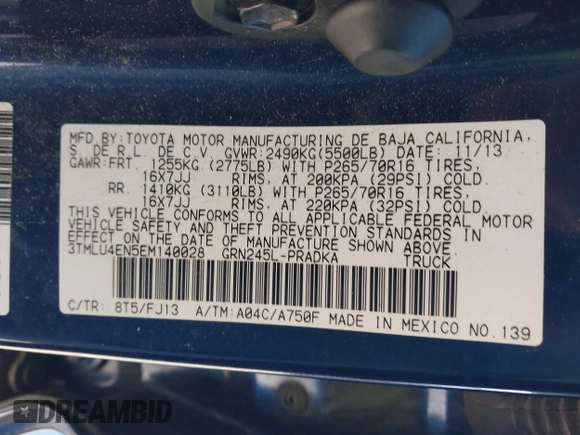 MFD.BY:TOYOTA MOTOR MANUFACTURING DE BAJA CALIFORNIA,
S. DE R.L. DE C.V. GVWR:2490KG(5500LB) DATE: 11/13
GAWR:FRT. 1255KG (2775LB) WITH P265/70R16 TIRES,
16X7JJ RIMS, AT 200KPA (29PSI) COLD.
RR. 1410KG (3110LB) WITH P265/70R16 TIRES,
16X7JJ RIMS, AT 220KPA (32PSI) COLD.
THIS VEHICLE CONFORMS TO ALL APPLICABLE FEDERAL MOTOR
VEHICLE SAFETY AND THEFT PREVENTION STANDARDS IN
EFFECT ON THE DATE OF MANUFACTURE SHOWN ABOVE.
3TMLU4EN5EM140028 GRN245L-PRADKA TRUCK
C/TR: 8T5/FJ13 A/TM:A04C/A750F MADE IN MEXICO NO.139
DREAMBID